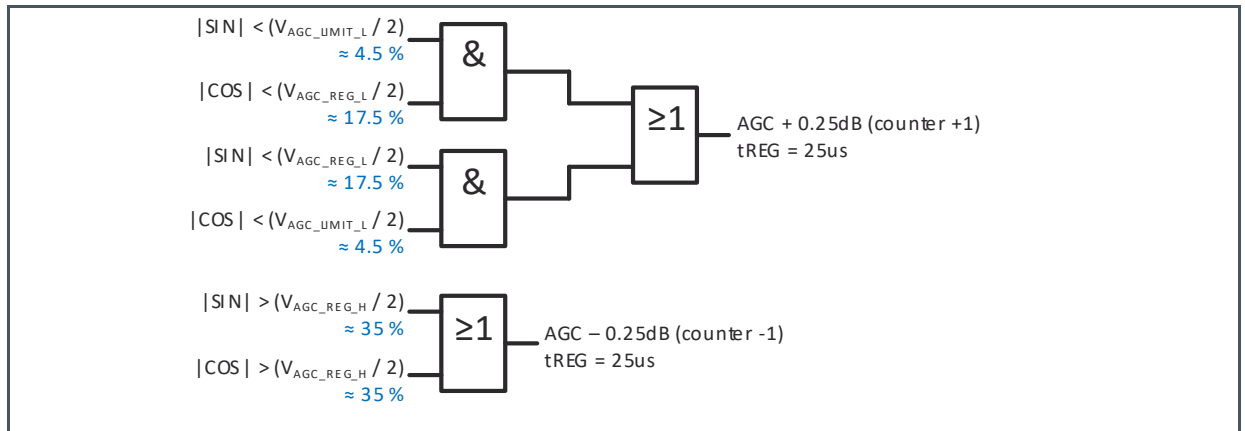 |SIN| < (VAGC_LIMIT_L / 2)
≈ 4.5 %
&
|COS| < (VAGC_REG_L / 2)
≈ 17.5 %
≥1
AGC + 0.25dB (counter +1)
tREG = 25us
|SIN| < (VAGC_REG_L / 2)
≈ 17.5 %
&
|COS| < (VAGC_LIMIT_L / 2)
≈ 4.5 %
|SIN| > (VAGC_REG_H / 2)
≈ 35 %
≥1
AGC – 0.25dB (counter -1)
tREG = 25us
|COS| > (VAGC_REG_H / 2)
≈ 35 %